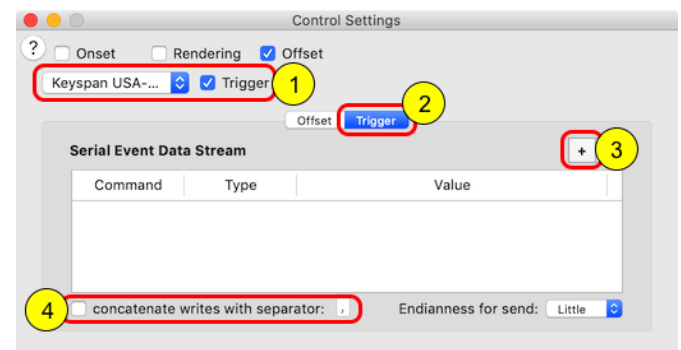 Control Settings
? Onset Rendering Offset
Keyspan USA-... Trigger 1
2
Offset Trigger
Serial Event Data Stream + 3
Command Type Value
4 concatenate writes with separator: , Endianness for send: Little